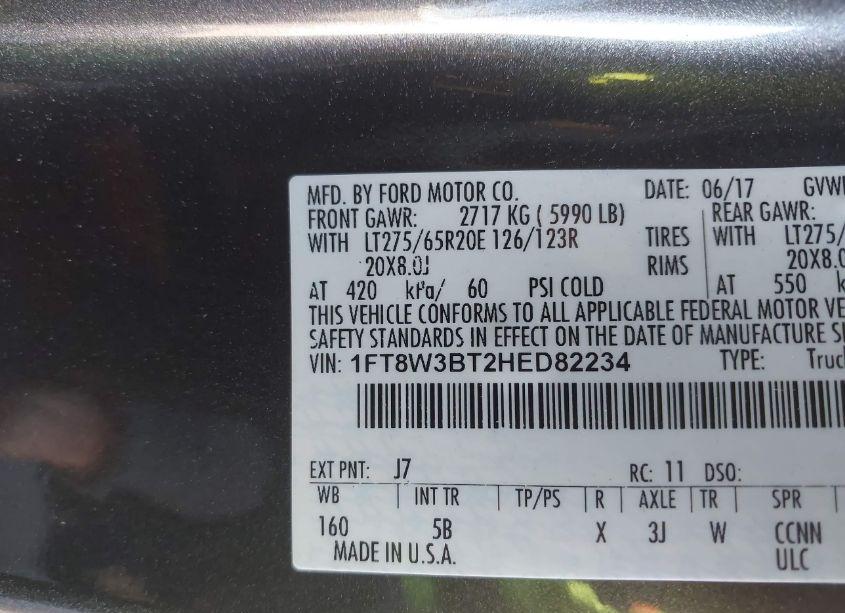 MFD. BY FORD MOTOR CO. DATE: 06/17
FRONT GAWR: 2717 KG ( 5990 LB) REAR GAWR:
WITH LT275/65R20E 126/123R TIRES WITH LT275/
20X8.0J RIMS 20X8.0
AT 420 kPa/ 60 PSI COLD AT 550
THIS VEHICLE CONFORMS TO ALL APPLICABLE FEDERAL MOTOR
SAFETY STANDARDS IN EFFECT ON THE DATE OF MANUFACTURE
VIN: 1FT8W3BT2HED82234 TYPE: Truc
EXT PNT: J7 RC: 11 DSO:
WB INT TR TP/PS R AXLE TR SPR
160 5B X 3J W CCNN
MADE IN U.S.A. ULC